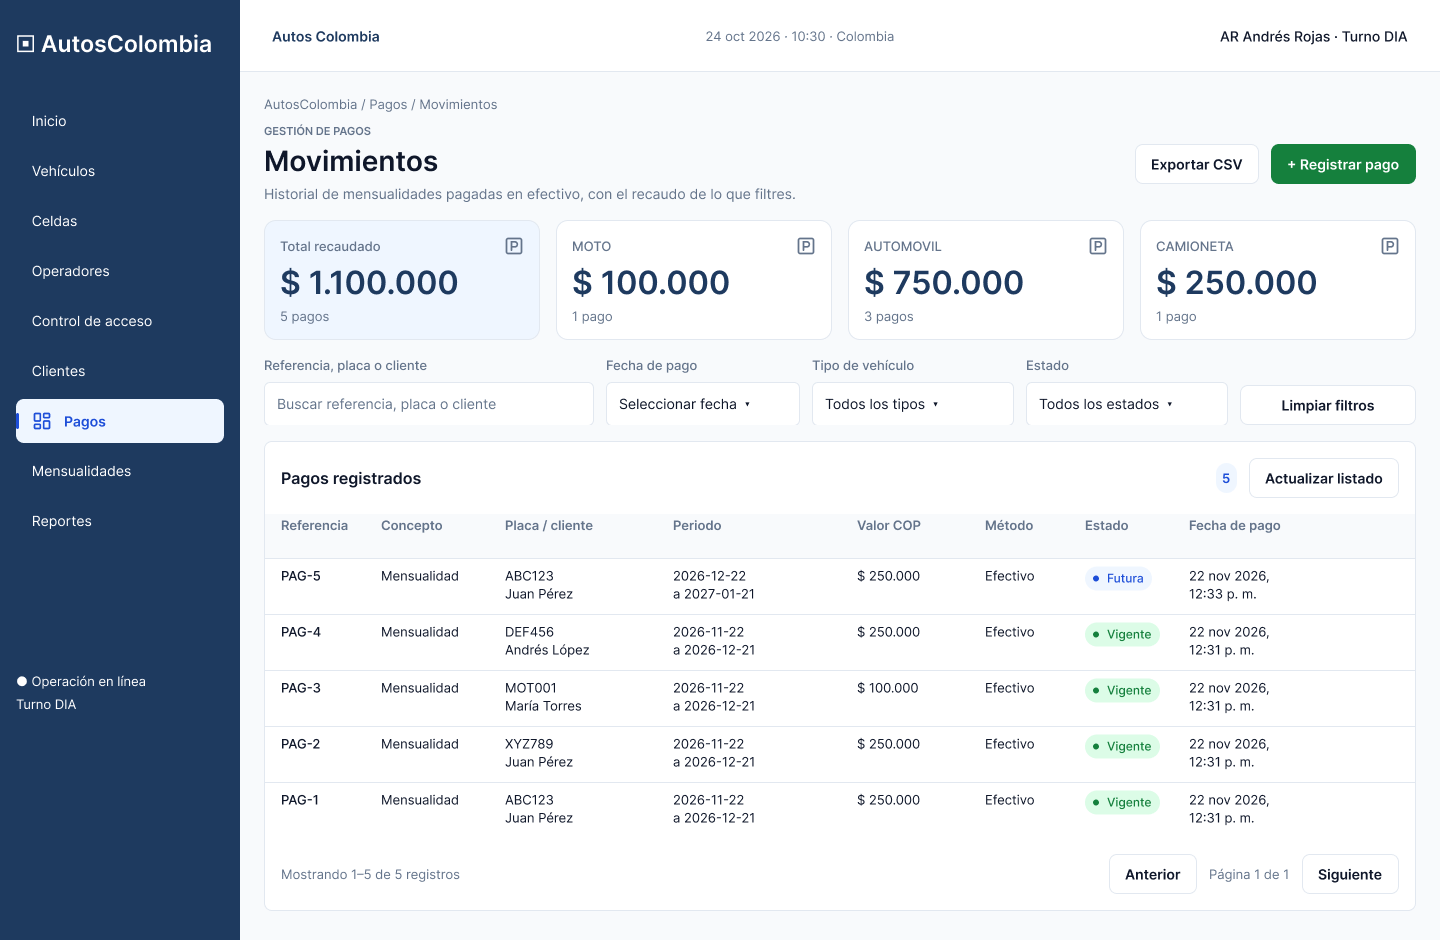 AutosColombia
Inicio
Vehículos
Celdas
Operadores
Control de acceso
Clientes
Pagos
Mensualidades
Reportes
Operación en línea
Turno DIA
Autos Colombia
24 oct 2026 · 10:30 · Colombia
AR Andrés Rojas · Turno DIA
AutosColombia / Pagos / Movimientos
GESTIÓN DE PAGOS
Movimientos
Historial de mensualidades pagadas en efectivo, con el recaudo de lo que filtres.
Exportar CSV
+ Registrar pago
Total recaudado
P
$ 1.100.000
5 pagos
MOTO
P
$ 100.000
1 pago
AUTOMOVIL
P
$ 750.000
3 pagos
CAMIONETA
P
$ 250.000
1 pago
Referencia, placa o cliente
Buscar referencia, placa o cliente
Fecha de pago
Seleccionar fecha
Tipo de vehículo
Todos los tipos
Estado
Todos los estados
Limpiar filtros
Pagos registrados
5
Actualizar listado
Referencia Concepto Placa / cliente Periodo Valor COP Método Estado Fecha de pago
PAG-5 Mensualidad ABC123 2026-12-22 $ 250.000 Efectivo Futura 22 nov 2026,
Juan Pérez a 2027-01-21 12:33 p. m.
PAG-4 Mensualidad DEF456 2026-11-22 $ 250.000 Efectivo Vigente 22 nov 2026,
Andrés López a 2026-12-21 12:31 p. m.
PAG-3 Mensualidad MOT001 2026-11-22 $ 100.000 Efectivo Vigente 22 nov 2026,
María Torres a 2026-12-21 12:31 p. m.
PAG-2 Mensualidad XYZ789 2026-11-22 $ 250.000 Efectivo Vigente 22 nov 2026,
Juan Pérez a 2026-12-21 12:31 p. m.
PAG-1 Mensualidad ABC123 2026-11-22 $ 250.000 Efectivo Vigente 22 nov 2026,
Juan Pérez a 2026-12-21 12:31 p. m.
Mostrando 1–5 de 5 registros
Anterior
Página 1 de 1
Siguiente